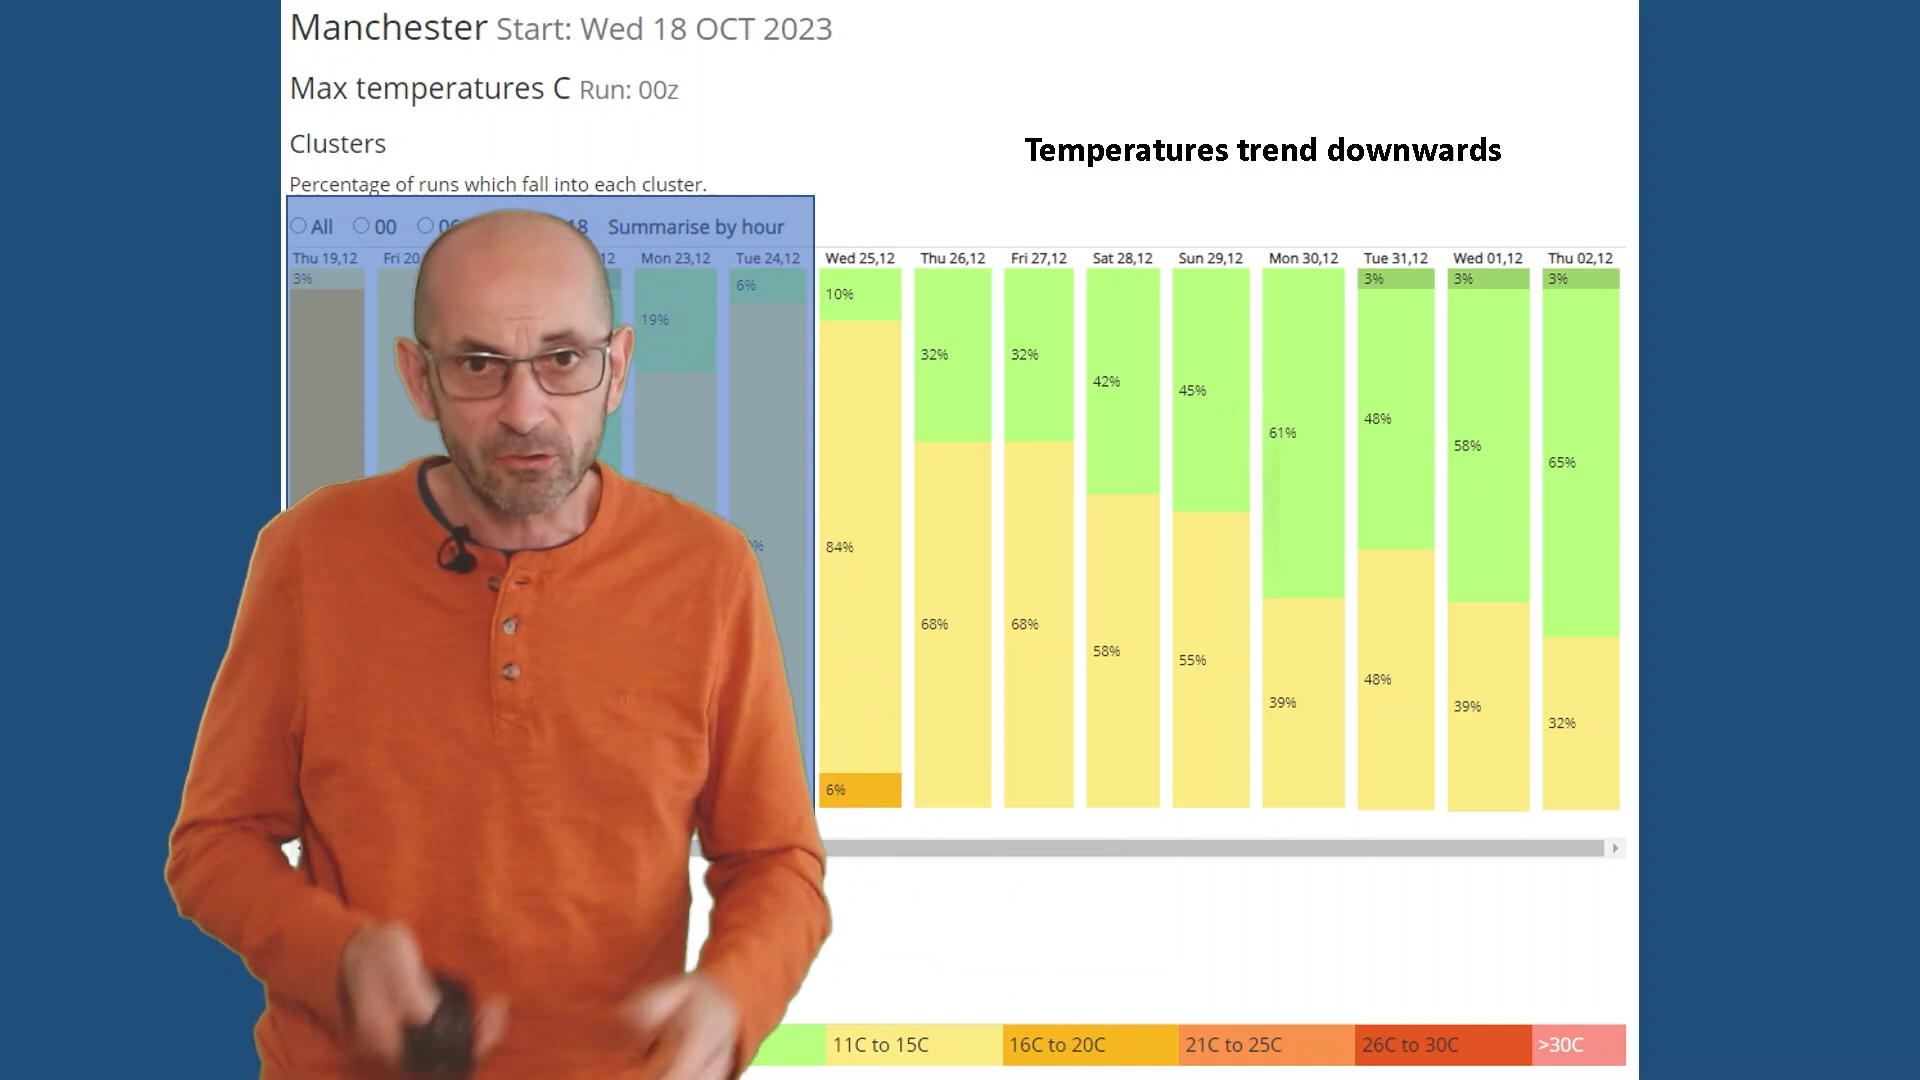 Manchester Start: Wed 18 OCT 2023
Max temperatures C Run: 00z
Clusters
Temperatures trend downwards
Percentage of runs which fall into each cluster.
All 00 18 Summarise by hour
Thu 19,12 Fri 20 12 Mon 23,12 Tue 24,12 Wed 25,12 Thu 26,12 Fri 27,12 Sat 28,12 Sun 29,12 Mon 30,12 Tue 31,12 Wed 01,12 Thu 02,12
3% 6% 3% 3% 3%
10%
19%
32% 32%
42% 45%
48%
61%
58%
65%
84%
68% 68%
58% 55%
48%
39% 39%
32%
6%
11C to 15C 16C to 20C 21C to 25C 26C to 30C >30C